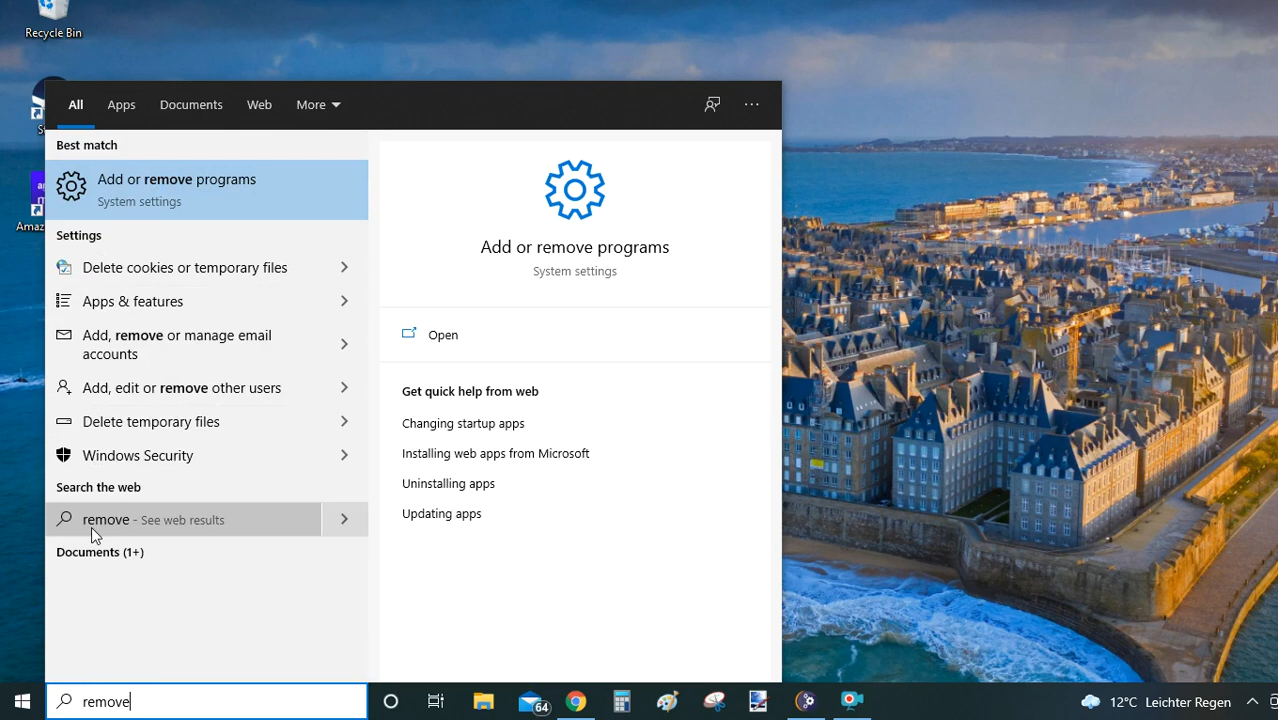 Recycle Bin
S
Amaz
All Apps Documents Web More
Best match
Add or remove programs
System settings
Settings
Delete cookies or temporary files
Apps & features
Add, remove or manage email
accounts
Add, edit or remove other users
Delete temporary files
Windows Security
Search the web
remove - See web results
Documents (1+)
Add or remove programs
System settings
Open
Get quick help from web
Changing startup apps
Installing web apps from Microsoft
Uninstalling apps
Updating apps
remove
64
12°C Leichter Regen